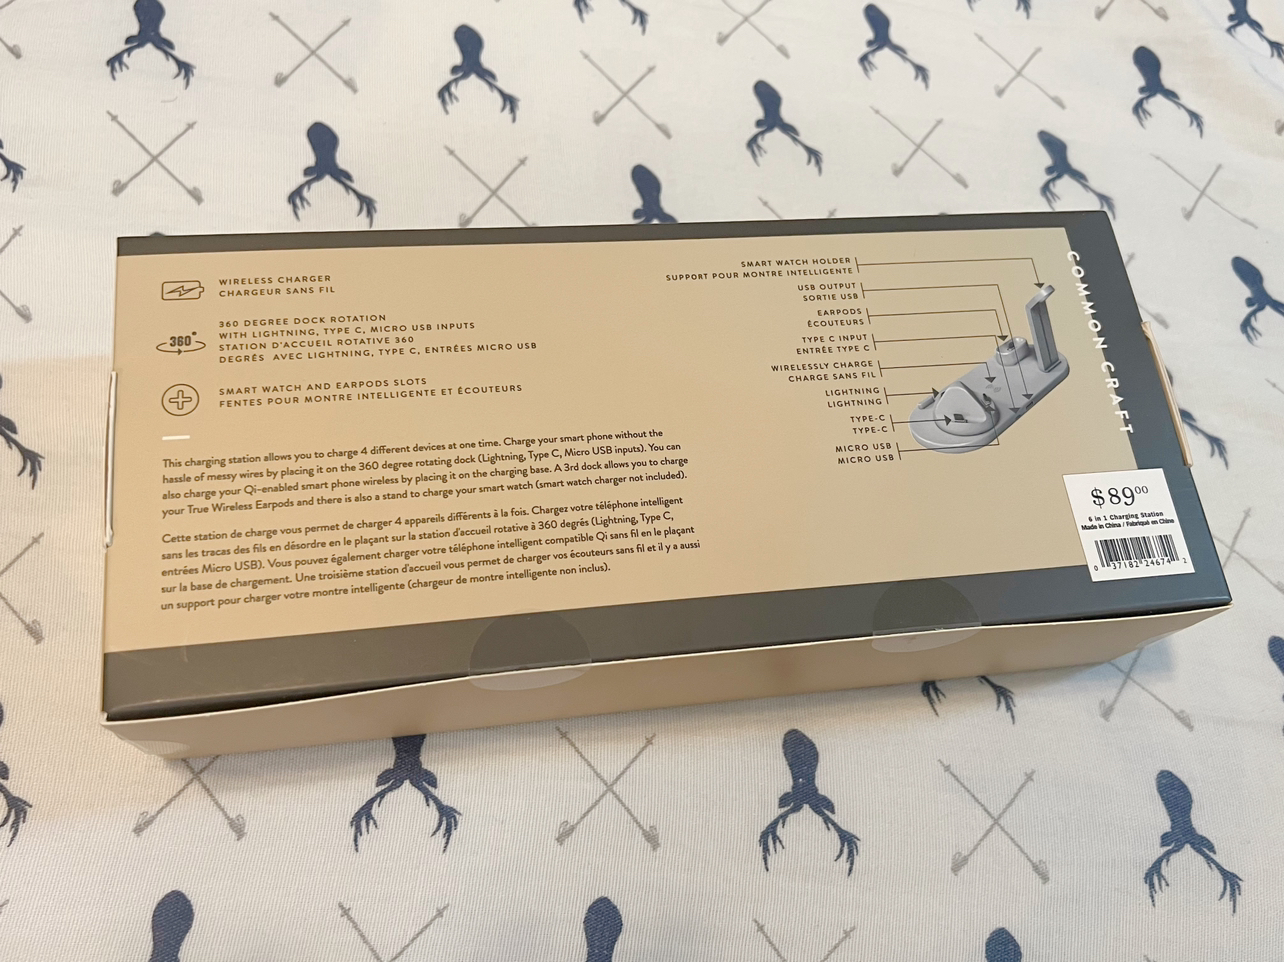 WIRELESS CHARGER
CHARGEUR SANS FIL
360°
360 DEGREE DOCK ROTATION
WITH LIGHTNING, TYPE C, MICRO USB INPUTS
STATION D'ACCUEIL ROTATIVE 360
DEGRÉS AVEC LIGHTNING, TYPE C, ENTRÉES MICRO USB
SMART WATCH AND EARPODS SLOTS
FENTES POUR MONTRE INTELLIGENTE ET ÉCOUTEURS
This charging station allows you to charge 4 different devices at one time. Charge your smart phone without the
hassle of messy wires by placing it on the 360 degree rotating dock (Lightning, Type C, Micro USB inputs). You can
also charge your Qi-enabled smart phone wireless by placing it on the charging base. A 3rd dock allows you to charge
your True Wireless Earpods and there is also a stand to charge your smart watch (smart watch charger not included).
Cette station de charge vous permet de charger 4 appareils différents à la fois. Chargez votre téléphone intelligent
sans les tracas des fils en désordre en le plaçant sur la station d'accueil rotative à 360 degrés (Lightning, Type C,
entrées Micro USB). Vous pouvez également charger votre téléphone intelligent compatible Qi sans fil en le plaçant
sur la base de chargement. Une troisième station d'accueil vous permet de charger vos écouteurs sans fil et il y a aussi
un support pour charger votre montre intelligente (chargeur de montre intelligente non inclus).
SMART WATCH HOLDER
SUPPORT POUR MONTRE INTELLIGENTE
USB OUTPUT
SORTIE USB
EARPODS
ÉCOUTEURS
TYPE C INPUT
ENTRÉE TYPE C
WIRELESSLY CHARGE
CHARGE SANS FIL
LIGHTNING
LIGHTNING
TYPE-C
TYPE-C
MICRO USB
MICRO USB
COMMON CRAFT
$89.00
6 in 1 Charging Station
Made in China / Fabriqué en Chine
0 37182 24674 2